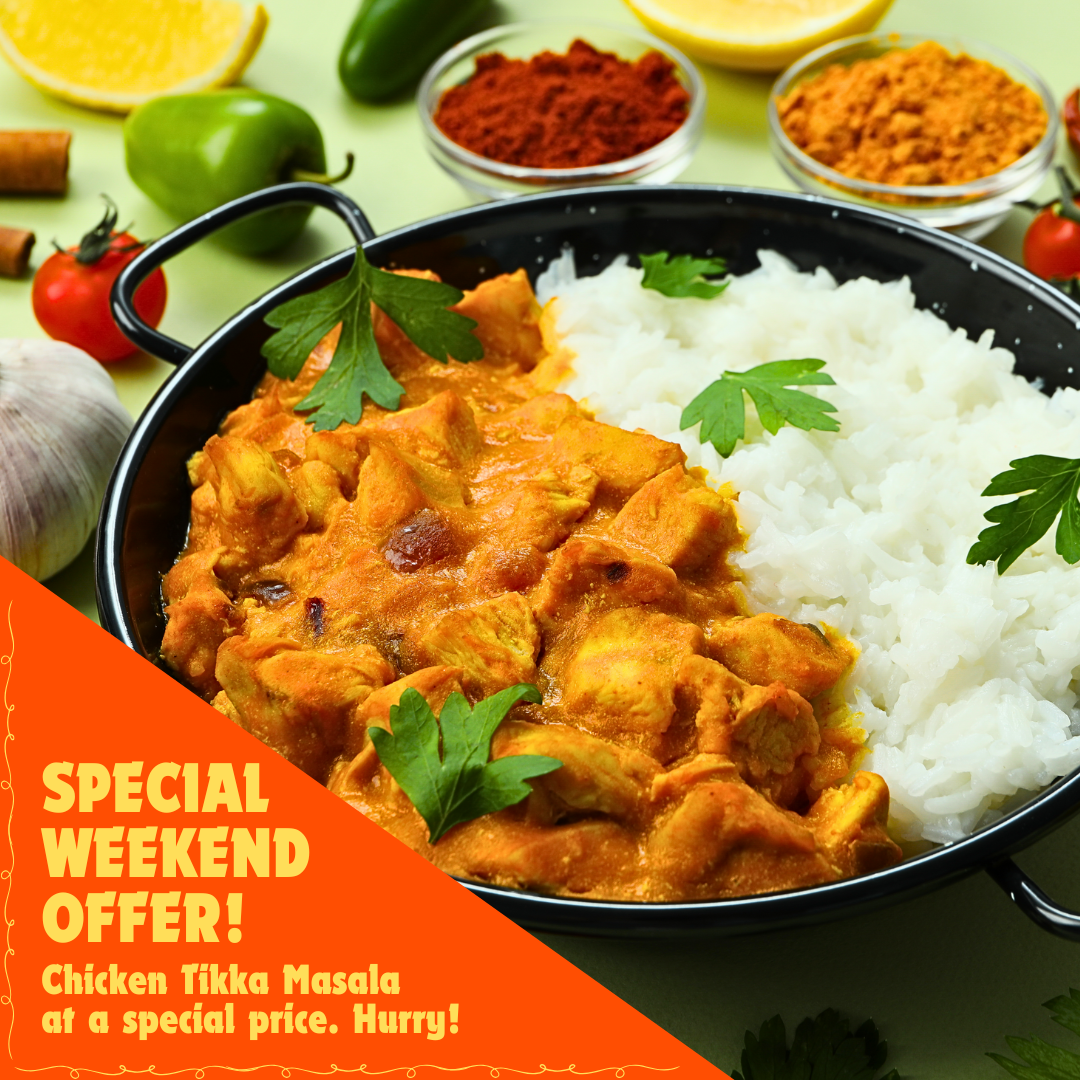 SPECIAL
WEEKEND
OFFER!
Chicken Tikka Masala
at a special price. Hurry!